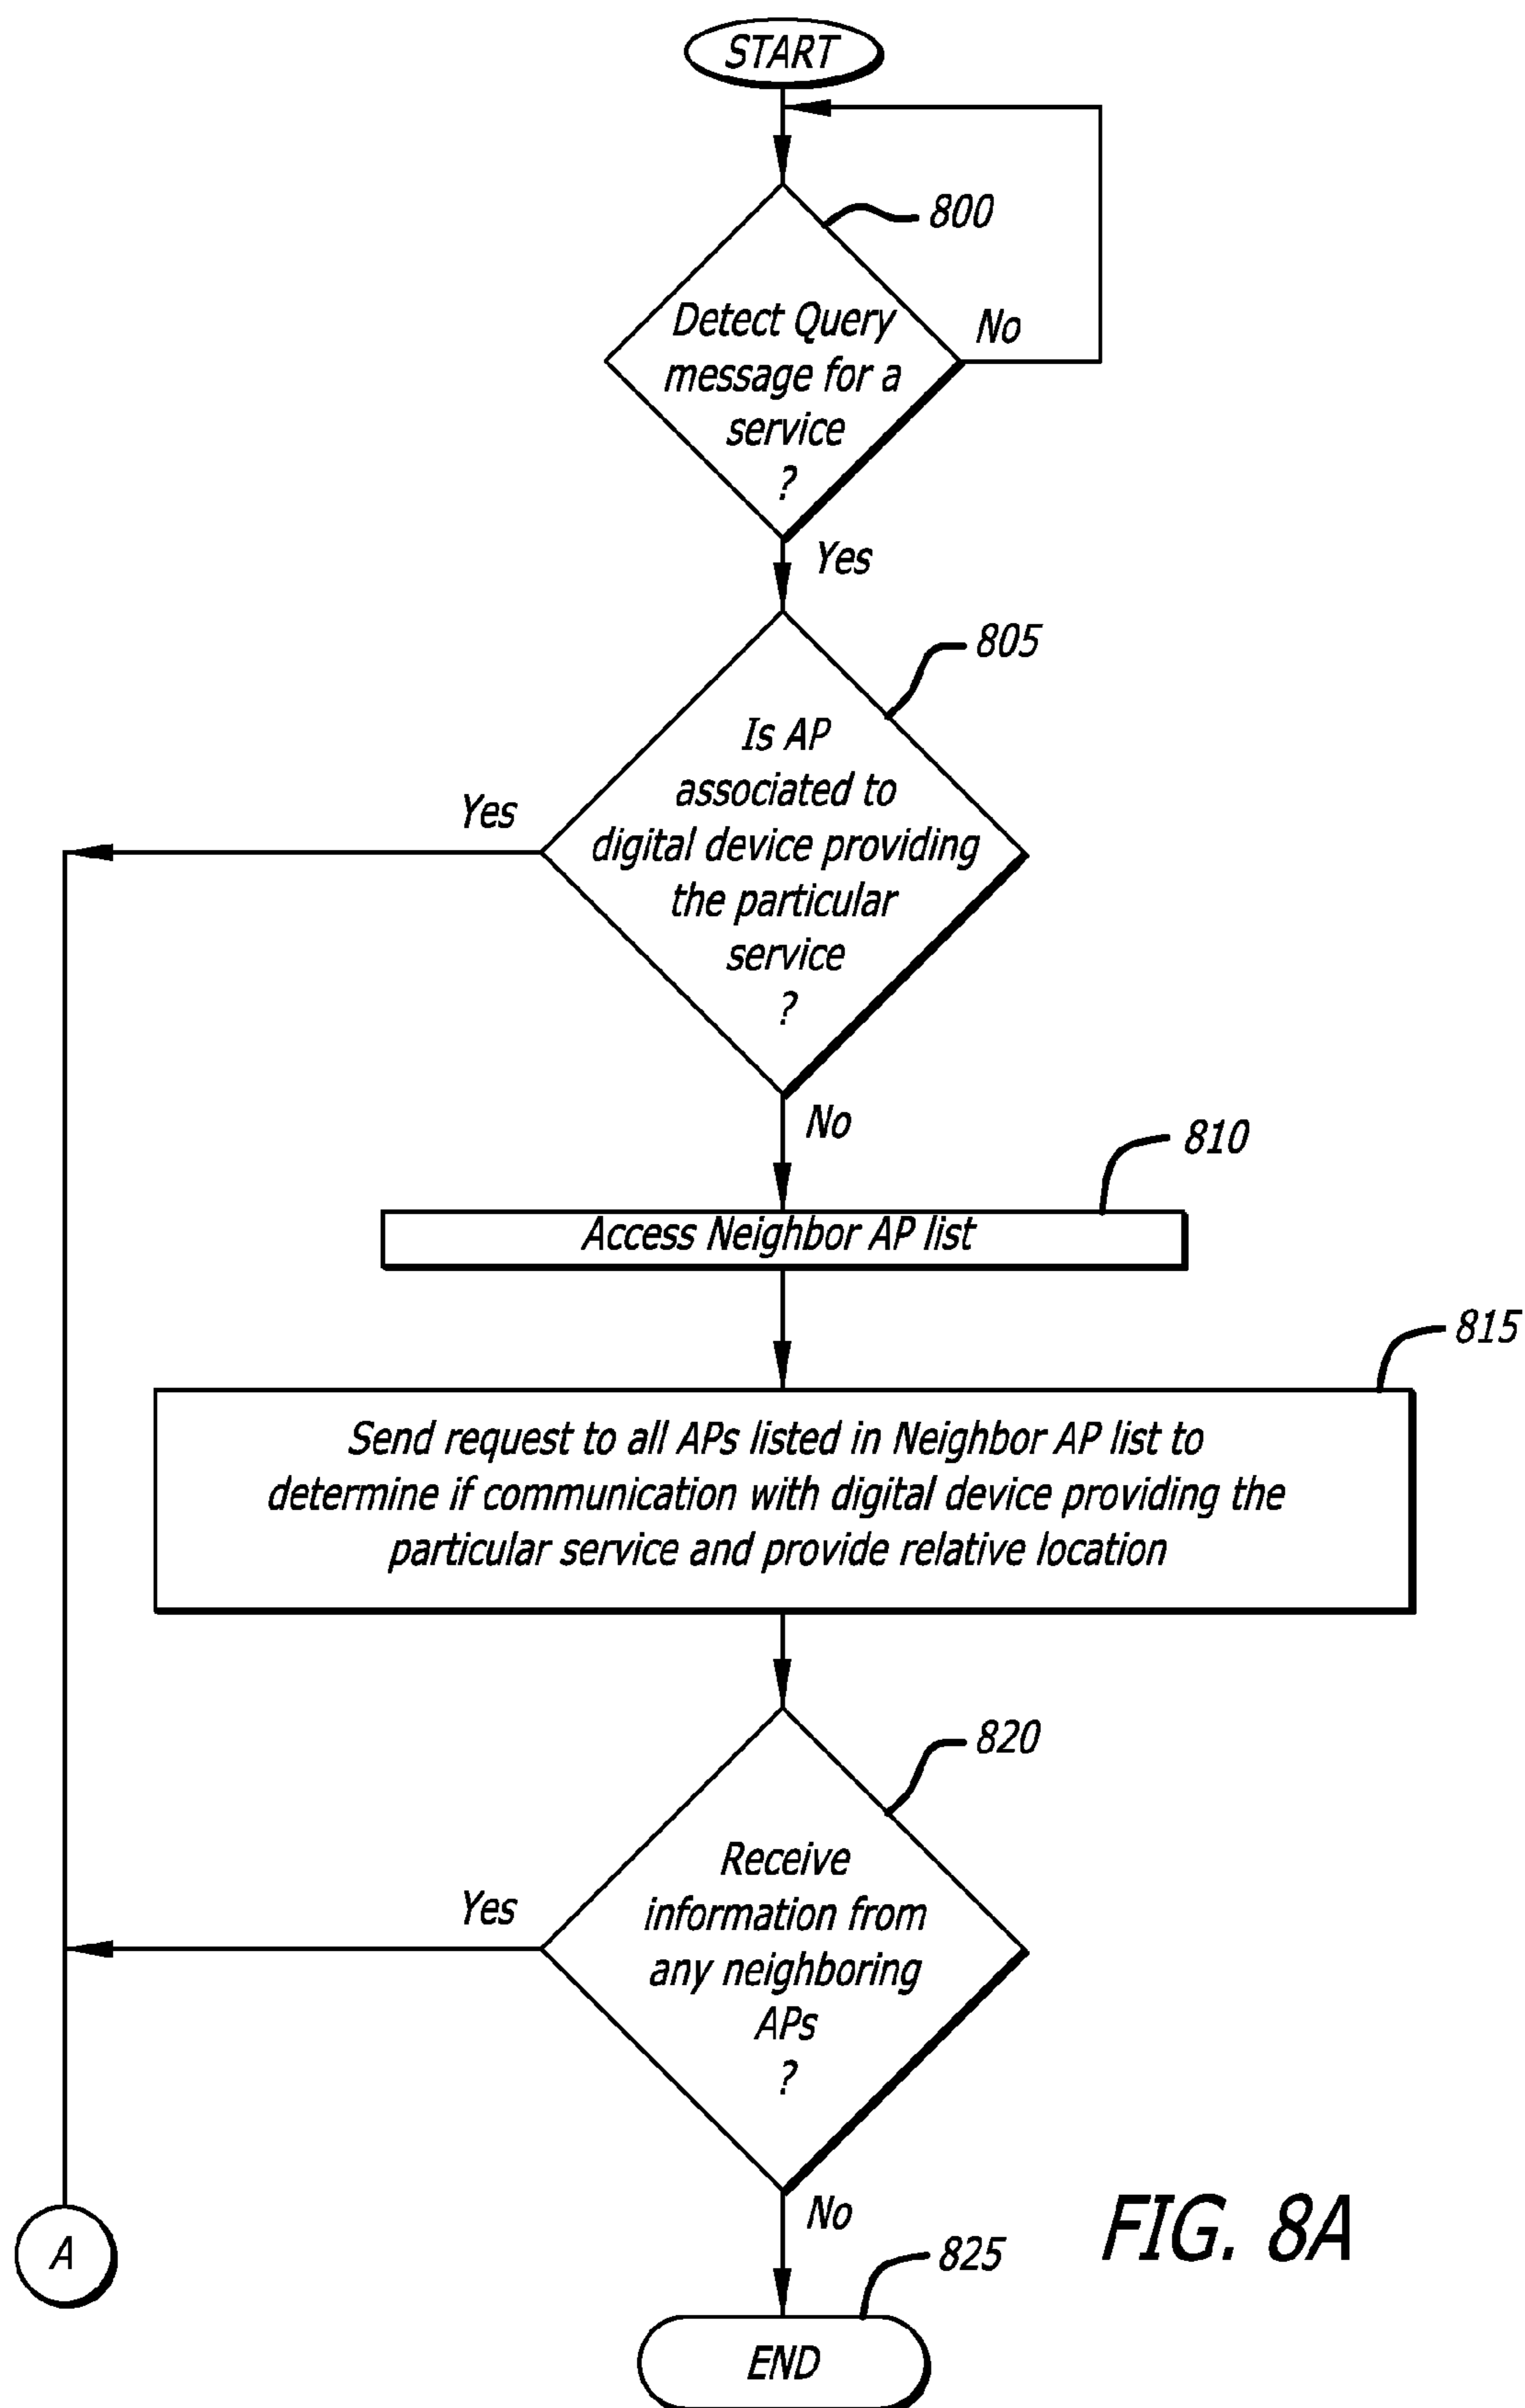 START
800
Detect Query
message for a
service
?
No
Yes
805
Is AP
associated to
digital device providing
the particular
service
?
Yes
No
810
Access Neighbor AP list
815
Send request to all APs listed in Neighbor AP list to
determine if communication with digital device providing the
particular service and provide relative location
820
Receive
information from
any neighboring
APs
?
Yes
No
A
825
END
FIG. 8A